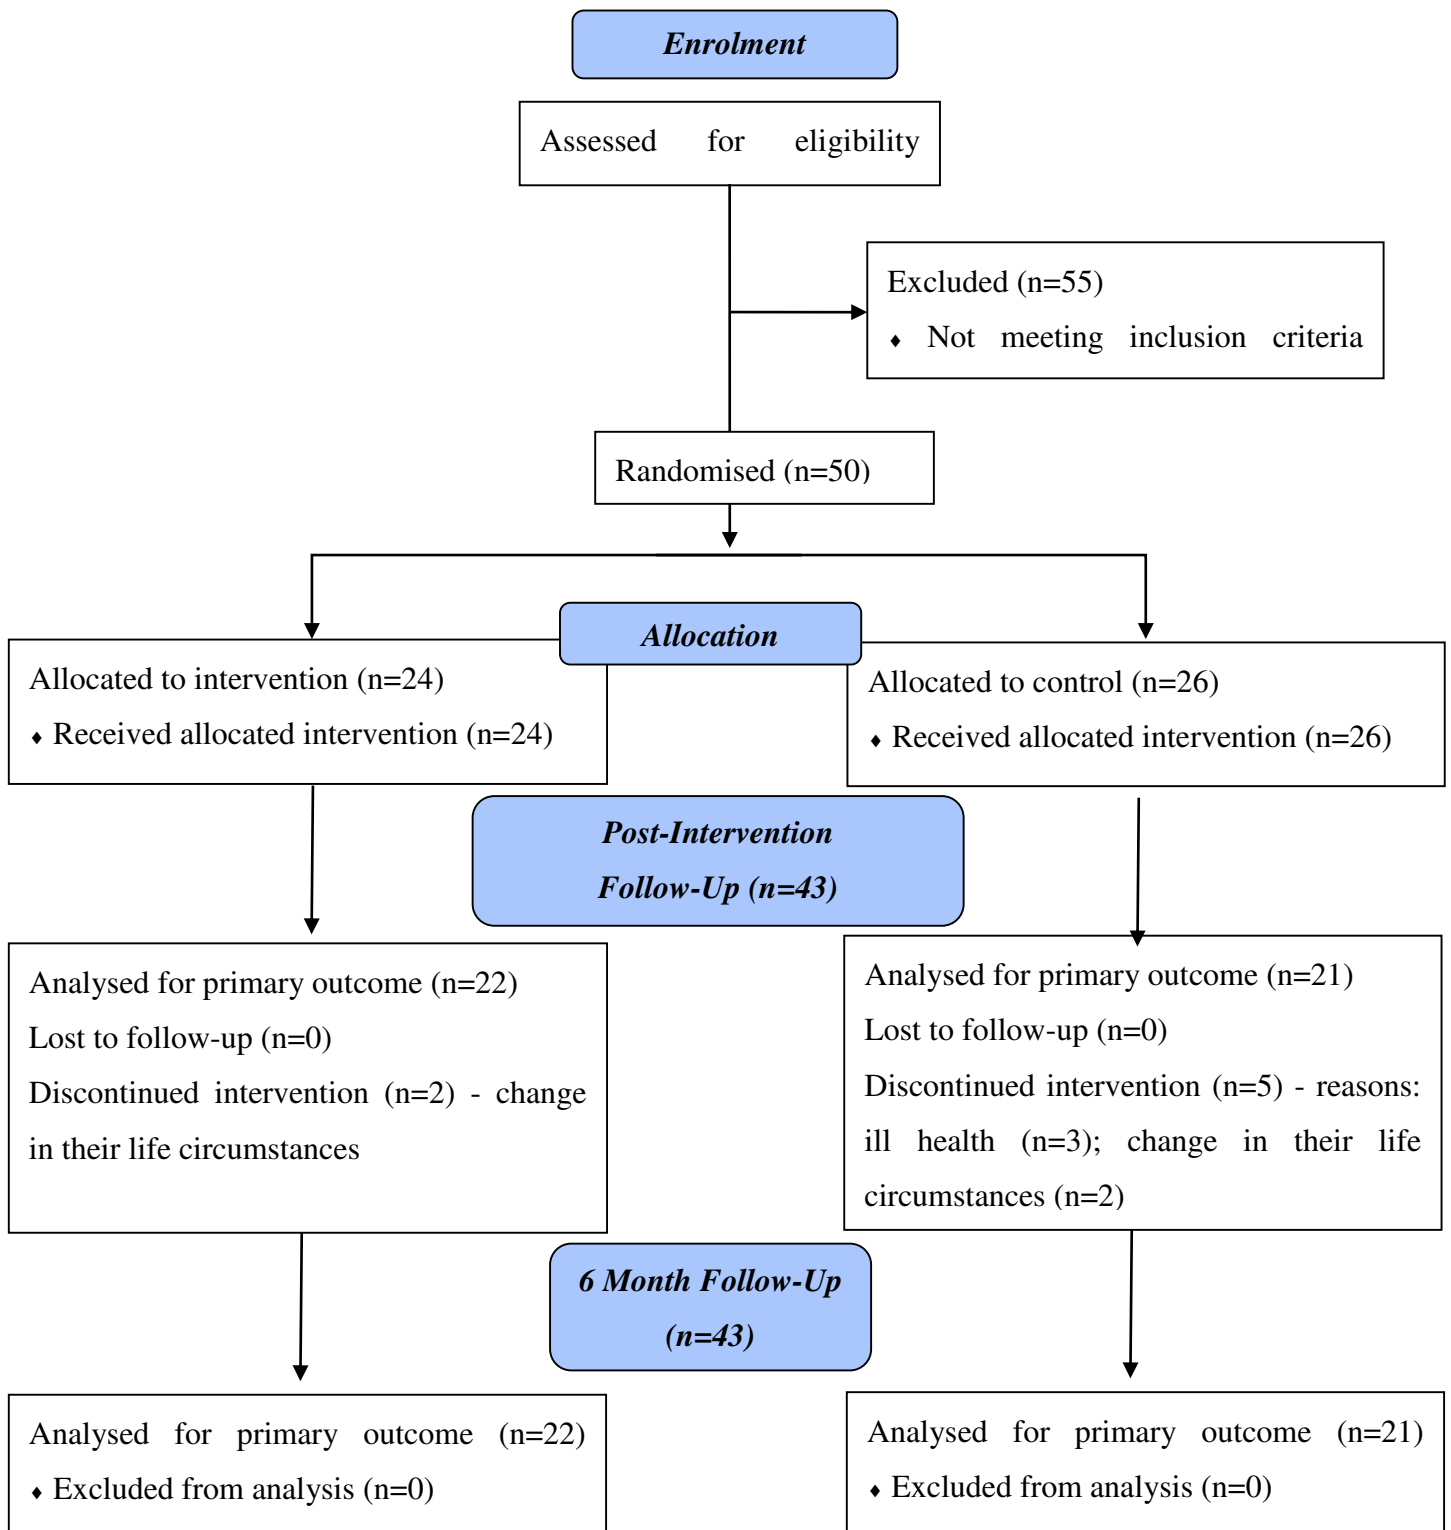 Enrolment
Assessed for eligibility
Excluded (n=55)
⬧ Not meeting inclusion criteria
Randomised (n=50)
Allocation
Allocated to intervention (n=24)
⬧ Received allocated intervention (n=24)
Allocated to control (n=26)
⬧ Received allocated intervention (n=26)
Post-Intervention
Follow-Up (n=43)
Analysed for primary outcome (n=22)
Lost to follow-up (n=0)
Discontinued intervention (n=2) - change
in their life circumstances
Analysed for primary outcome (n=21)
Lost to follow-up (n=0)
Discontinued intervention (n=5) - reasons:
ill health (n=3); change in their life
circumstances (n=2)
6 Month Follow-Up
(n=43)
Analysed for primary outcome (n=22)
⬧ Excluded from analysis (n=0)
Analysed for primary outcome (n=21)
⬧ Excluded from analysis (n=0)